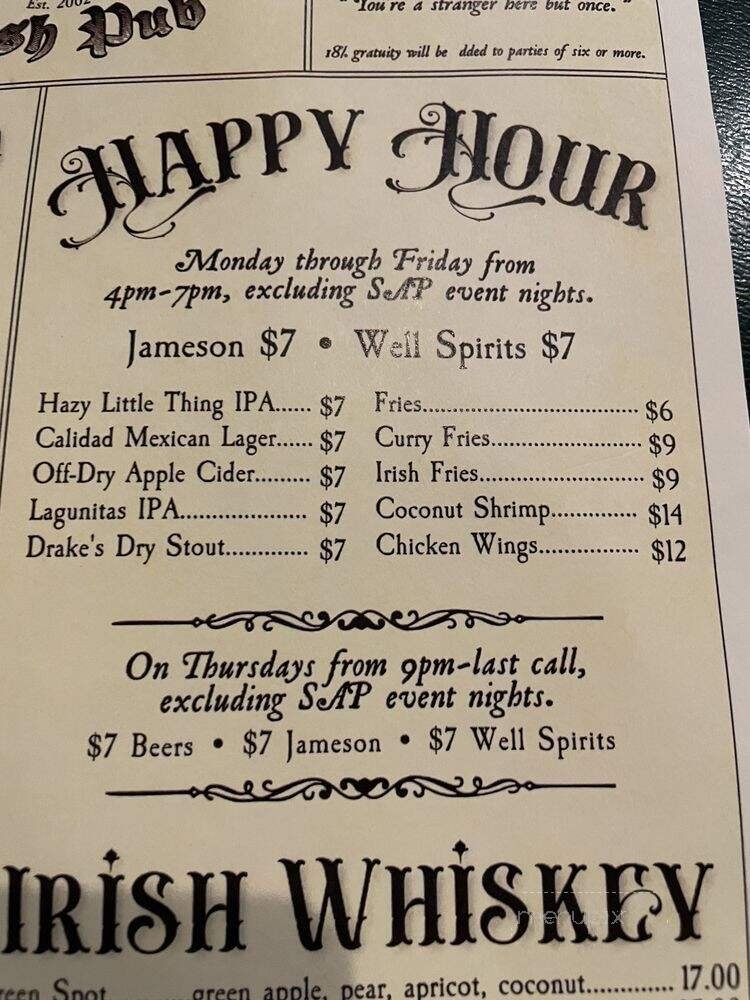 Est. 2002
sh Pub
"You're a stranger here but once."
18% gratuity will be dded to parties of six or more.
HAPPY HOUR
Monday through Friday from
4pm-7pm, excluding SAP event nights.
Jameson $7 • Well Spirits $7
Hazy Little Thing IPA...... $7
Calidad Mexican Lager...... $7
Off-Dry Apple Cider......... $7
Lagunitas IPA..................... $7
Drake's Dry Stout............. $7
Fries.................................... $6
Curry Fries......................... $9
Irish Fries........................... $9
Coconut Shrimp.............. $14
Chicken Wings................. $12
On Thursdays from 9pm-last call,
excluding SAP event nights.
$7 Beers • $7 Jameson • $7 Well Spirits
IRISH WHISKEY
reen Spot ..............green apple, pear, apricot, coconut............. 17.00